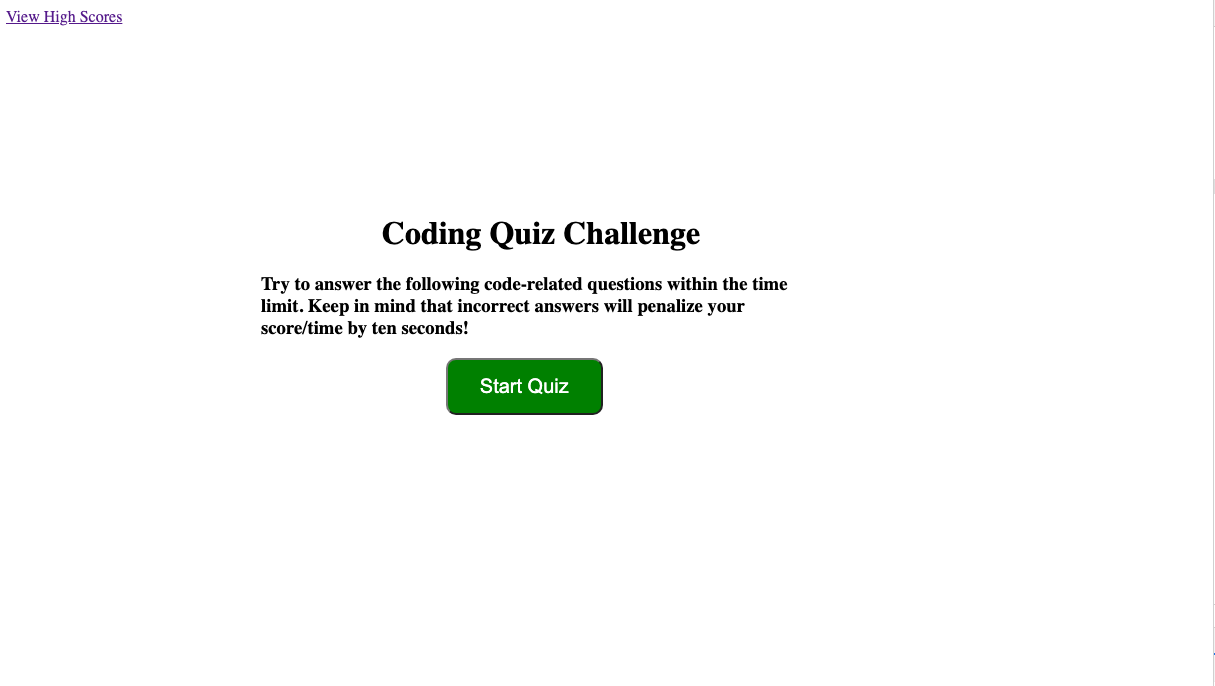 View High Scores
Coding Quiz Challenge
Try to answer the following code-related questions within the time
limit. Keep in mind that incorrect answers will penalize your
score/time by ten seconds!
Start Quiz